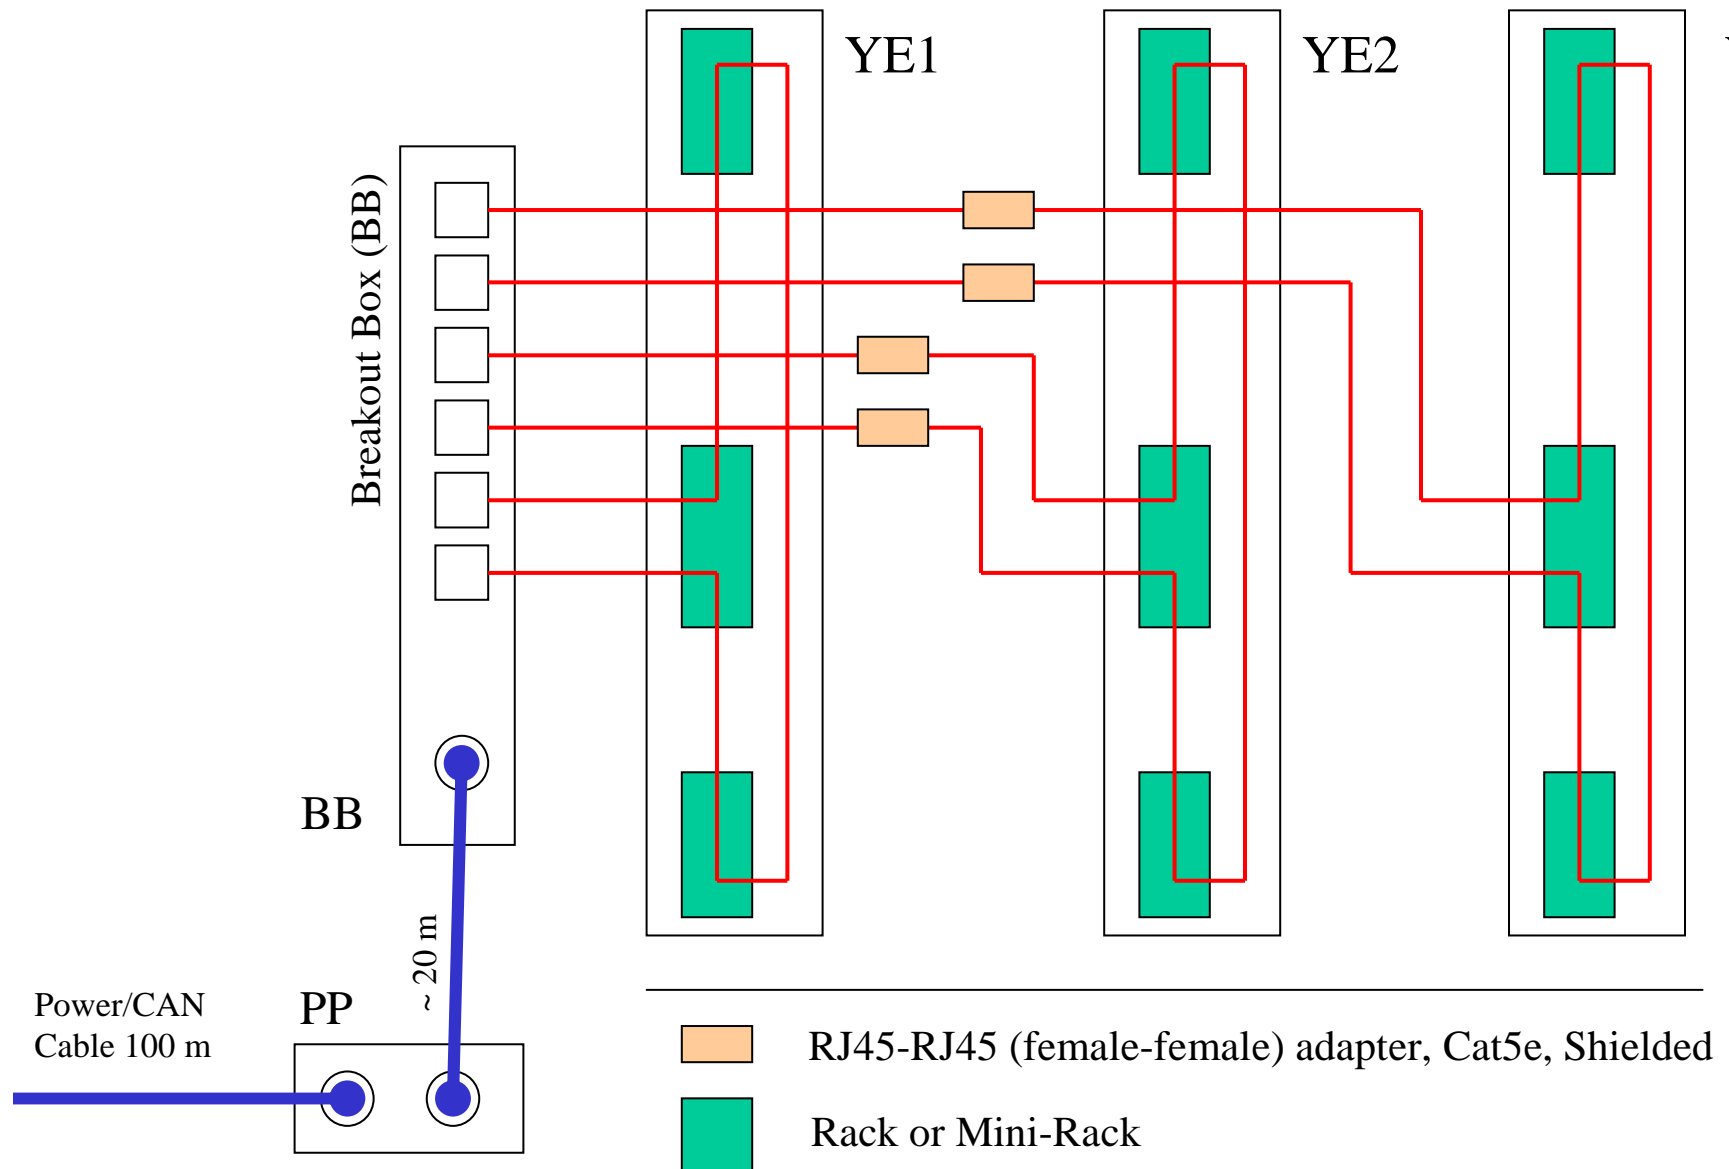 YE1
YE2
Breakout Box (BB)
BB
~ 20 m
PP
Power/CAN
Cable 100 m
RJ45-RJ45 (female-female) adapter, Cat5e, Shielded
Rack or Mini-Rack